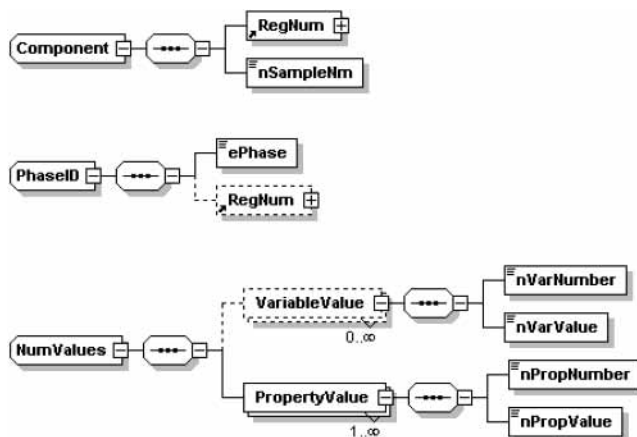 RegNum
Component
nSampleNm
ePhase
PhaseID
RegNum
nVarNumber
VariableValue
nVarValue
0..∞
NumValues
nPropNumber
PropertyValue
nPropValue
1..∞